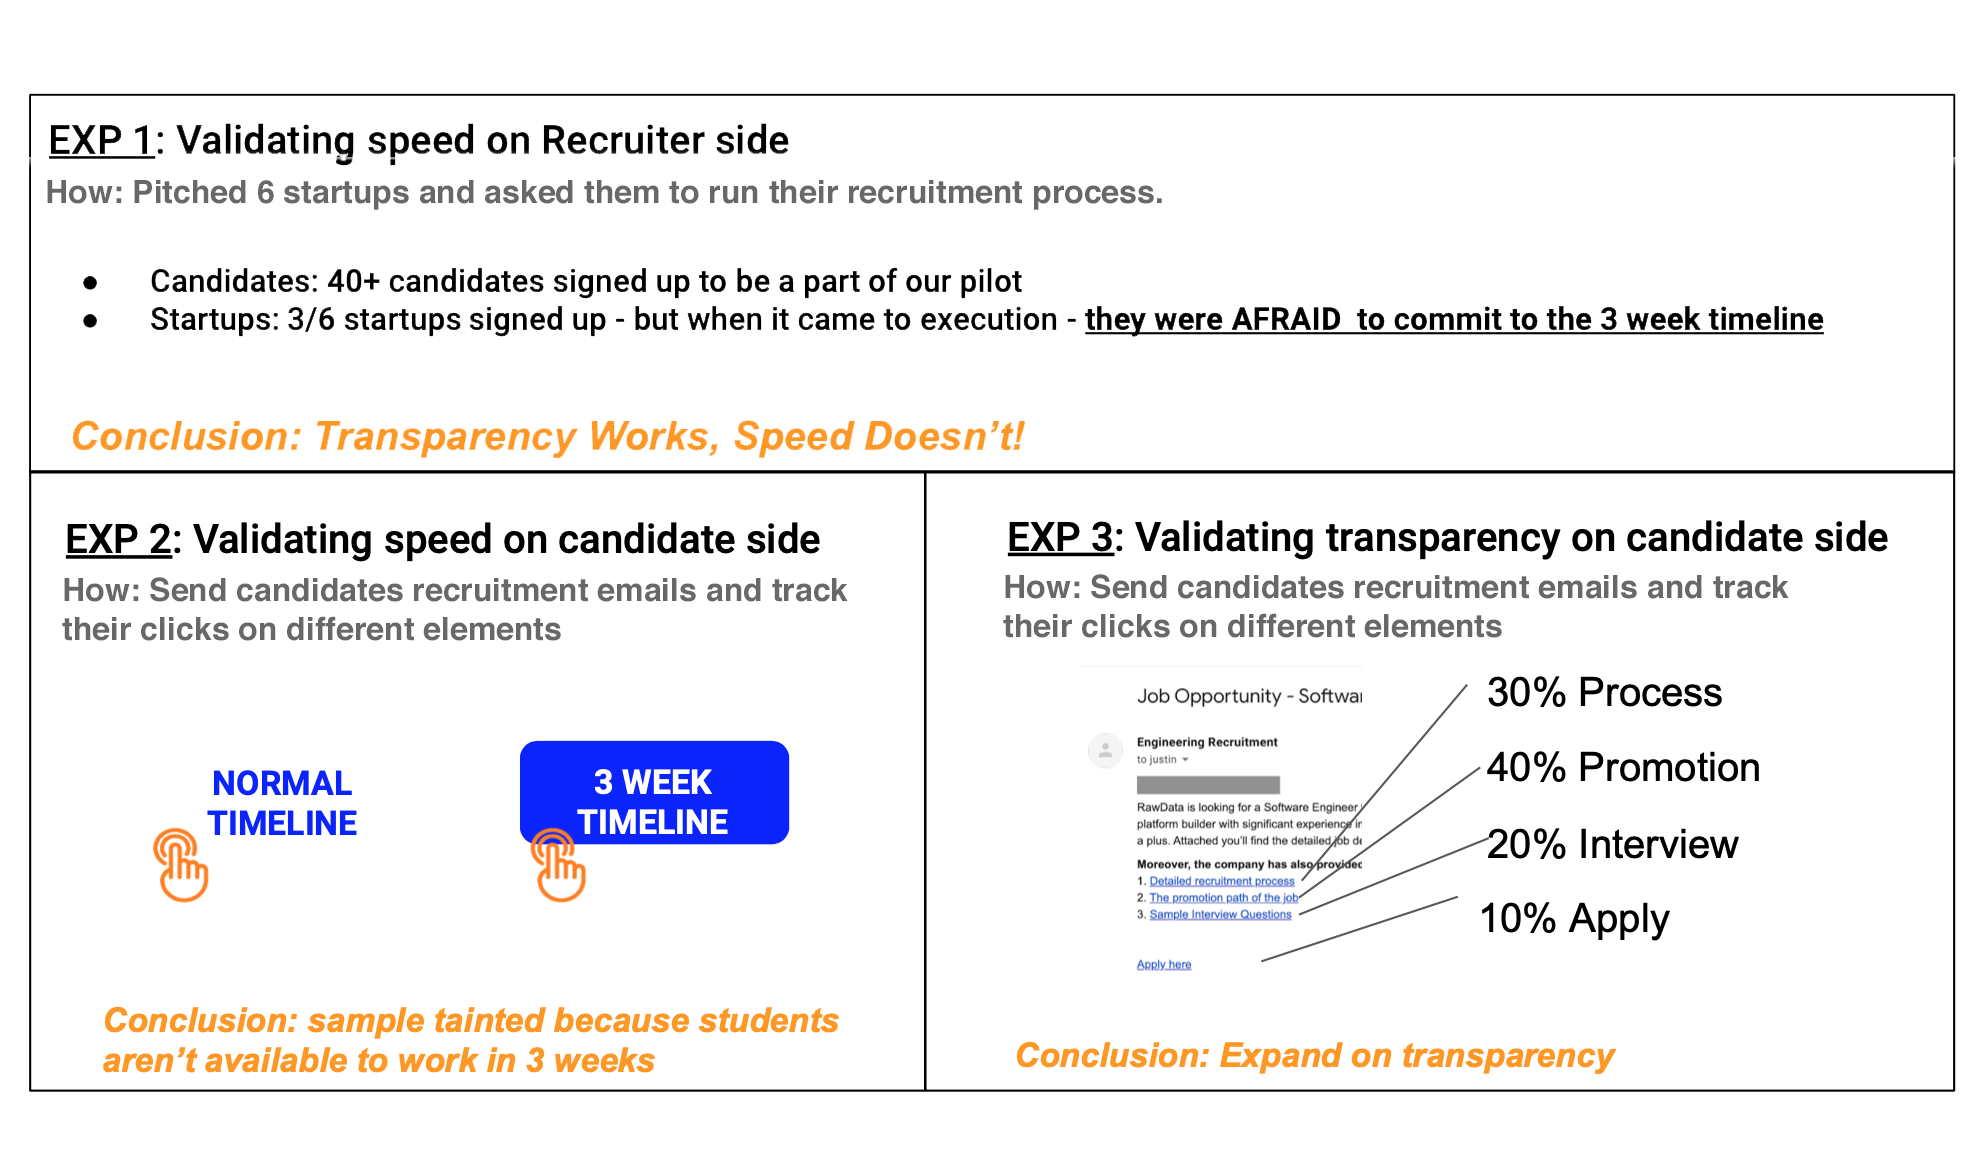 EXP 1: Validating speed on Recruiter side
How: Pitched 6 startups and asked them to run their recruitment process.
● Candidates: 40+ candidates signed up to be a part of our pilot
● Startups: 3/6 startups signed up - but when it came to execution - they were AFRAID to commit to the 3 week timeline
Conclusion: Transparency Works, Speed Doesn’t!
EXP 2: Validating speed on candidate side
How: Send candidates recruitment emails and track
their clicks on different elements
NORMAL
TIMELINE
3 WEEK
TIMELINE
Conclusion: sample tainted because students
aren’t available to work in 3 weeks
EXP 3: Validating transparency on candidate side
How: Send candidates recruitment emails and track
their clicks on different elements
Job Opportunity - Softwar
Engineering Recruitment
to justin
RawData is looking for a Software Engineer
platform builder with significant experience in
a plus. Attached you’ll find the detailed job de
Moreover, the company has also provided
1. Detailed recruitment process
2. The promotion path of the job
3. Sample Interview Questions
Apply here
30% Process
40% Promotion
20% Interview
10% Apply
Conclusion: Expand on transparency